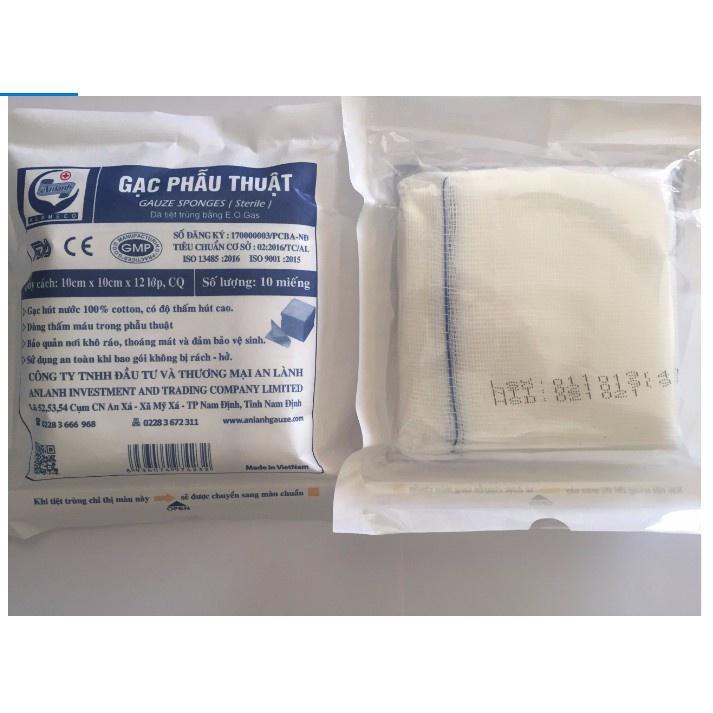 Anlanh
ALAMECO
GẠC PHẪU THUẬT
GAUZE SPONGES ( Sterile )
Đã tiệt trùng bằng E.O.Gas
CE
GMP
SỐ ĐĂNG KÝ : 170000003/PCBA-NĐ
TIÊU CHUẨN CƠ SỞ : 02:2016/TC/AL
ISO 13485 :2016 ISO 9001 :2015
cách: 10cm x 10cm x 12 lớp, CQ Số lượng: 10 miếng
Gạc hút nước 100% cotton, có độ thấm hút cao.
Dùng thấm máu trong phẫu thuật
Bảo quản nơi khô ráo, thoáng mát và đảm bảo vệ sinh.
Sử dụng an toàn khi bao gói không bị rách - hở.
CÔNG TY TNHH ĐẦU TƯ VÀ THƯƠNG MẠI AN LÀNH
ANLANH INVESTMENT AND TRADING COMPANY LIMITED
52,53,54 Cụm CN An Xá - Xã Mỹ Xá - TP Nam Định, Tỉnh Nam Định
0228 3 666 968 0228 3 672 311 www.anlanhgauze.com
Made in VietNam
Khi tiệt trùng chỉ thị màu này sẽ được chuyển sang màu chuẩn
OPEN